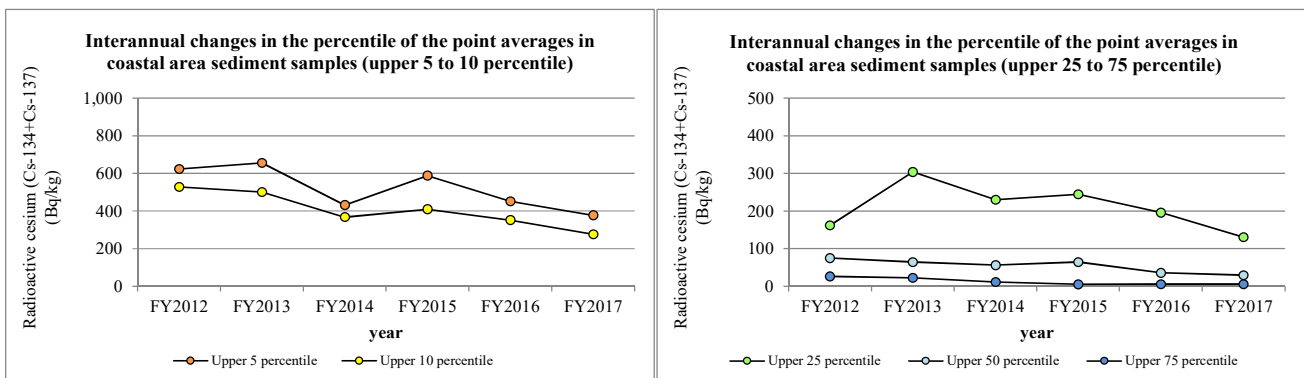 Interannual changes in the percentile of the point averages in
coastal area sediment samples (upper 5 to 10 percentile)
Radioactive cesium (Cs-134+Cs-137)
(Bq/kg)
1,000
800
600
400
200
0
FY2012 FY2013 FY2014 FY2015 FY2016 FY2017
year
Upper 5 percentile Upper 10 percentile
Interannual changes in the percentile of the point averages in
coastal area sediment samples (upper 25 to 75 percentile)
Radioactive cesium (Cs-134+Cs-137)
(Bq/kg)
500
400
300
200
100
0
FY2012 FY2013 FY2014 FY2015 FY2016 FY2017
year
Upper 25 percentile Upper 50 percentile Upper 75 percentile